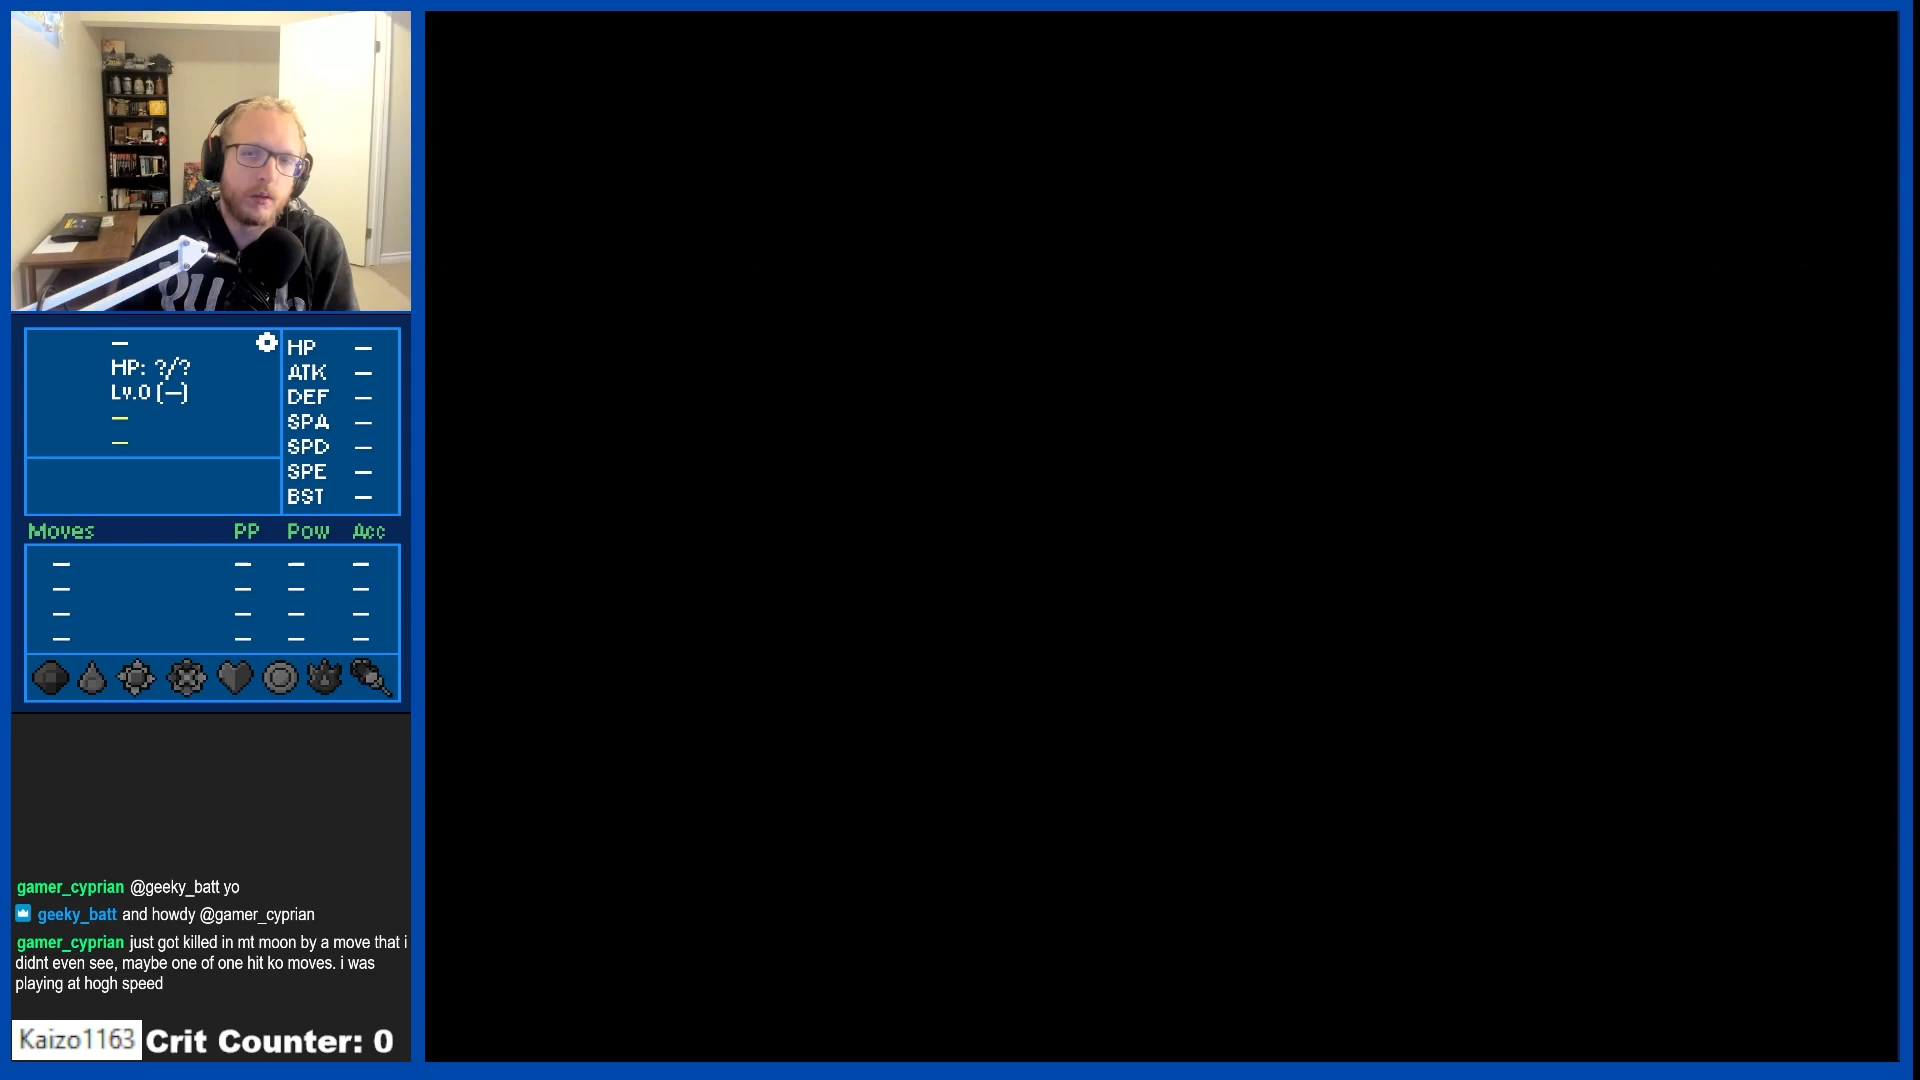 —
HP: ?/?
Lv.0 (—)
—
—
HP —
ATK —
DEF —
SPA —
SPD —
SPE —
BST —
Moves PP Pow Acc
— — — —
— — — —
— — — —
— — — —
gamer_cyprian @geeky_batt yo
geeky_batt and howdy @gamer_cyprian
gamer_cyprian just got killed in mt moon by a move that i
didnt even see, maybe one of one hit ko moves. i was
playing at hogh speed
Kaizo1163 Crit Counter: 0